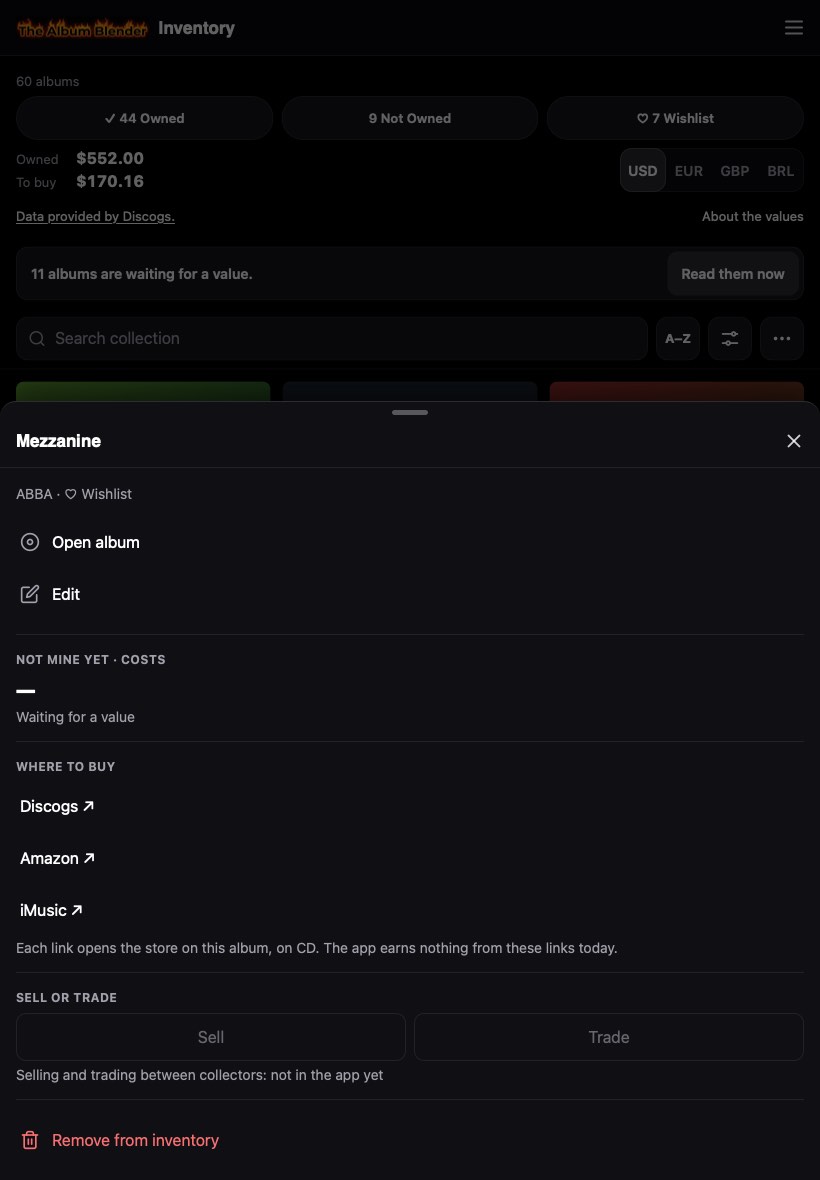 The Album Blender Inventory
60 albums
✓ 44 Owned
9 Not Owned
♡ 7 Wishlist
Owned $552.00
To buy $170.16
USD EUR GBP BRL
Data provided by Discogs.
About the values
11 albums are waiting for a value.
Read them now
Search collection
A–Z
Mezzanine
ABBA · ♡ Wishlist
Open album
Edit
NOT MINE YET · COSTS
—
Waiting for a value
WHERE TO BUY
Discogs ↗
Amazon ↗
iMusic ↗
Each link opens the store on this album, on CD. The app earns nothing from these links today.
SELL OR TRADE
Sell
Trade
Selling and trading between collectors: not in the app yet
Remove from inventory